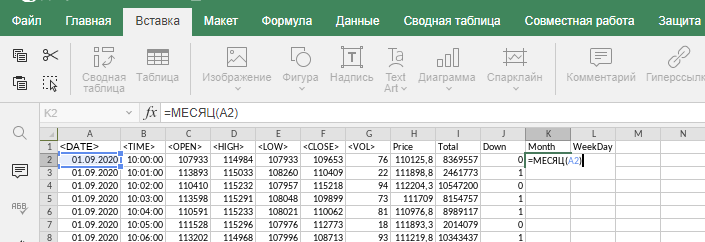 Файл Главная Вставка Макет Формула Данные Сводная таблица Совместная работа Защита
Сводная таблица Таблица Изображение Фигура Надпись Text Art Диаграмма Спарклайн Комментарий Гиперссылк
K2 fx =МЕСЯЦ(A2)
A B C D E F G H I J K L M N
1 <DATE> <TIME> <OPEN> <HIGH> <LOW> <CLOSE> <VOL> Price Total Down Month WeekDay
2 01.09.2020 10:00:00 107933 114984 107933 109653 76 110125,8 8369557 0 =МЕСЯЦ(A2)
3 01.09.2020 10:01:00 113893 115033 108260 110409 22 111898,8 2461773 1
4 01.09.2020 10:02:00 110410 115232 107957 115218 94 112204,3 10547200 0
5 01.09.2020 10:03:00 113598 115291 108048 109899 73 111709 8154757 1
6 01.09.2020 10:04:00 110591 115233 108021 110062 81 110976,8 8989117 1
7 01.09.2020 10:05:00 111528 115296 107976 112773 18 111893,3 2014079 0
8 01.09.2020 10:06:00 113202 114968 107996 108713 93 111219,8 10343437 1
АБВ